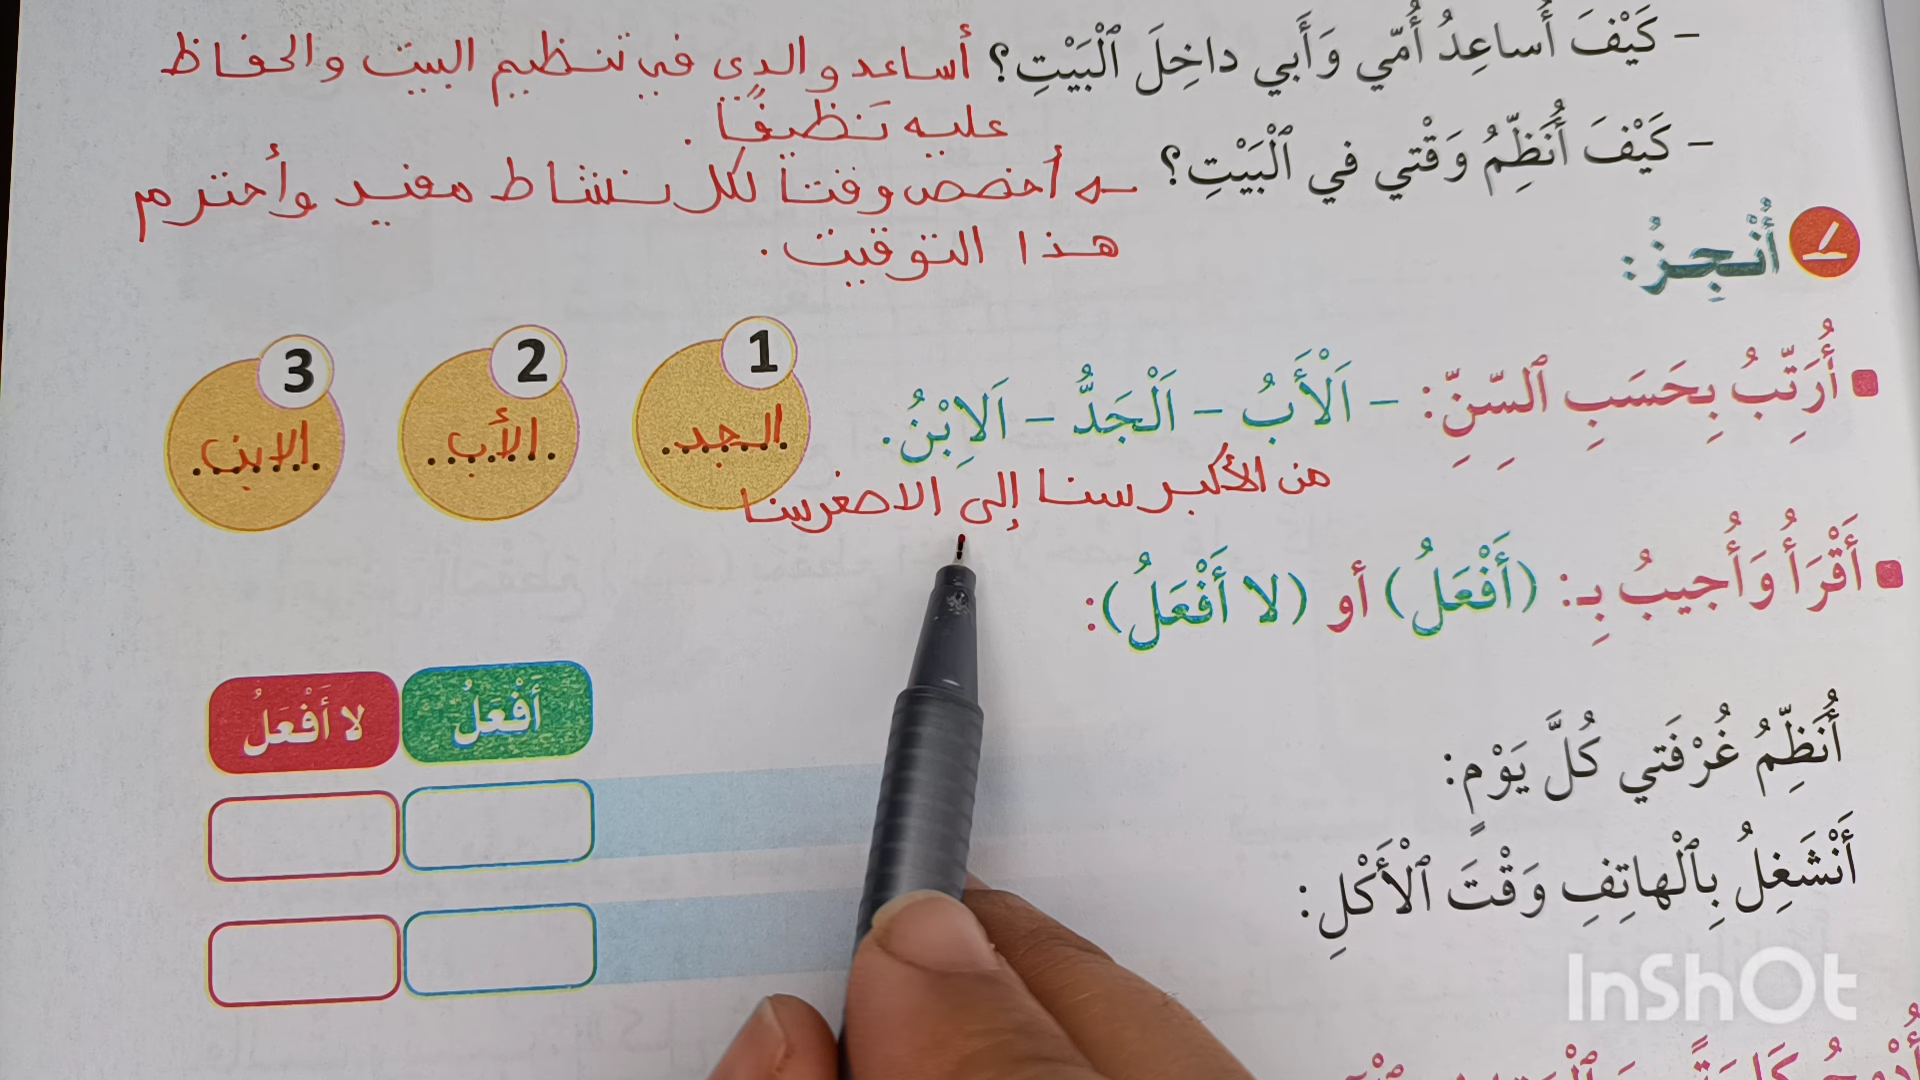 - كَيْفَ أُساعِدُ أُمّي وَأَبي داخِلَ ٱلْبَيْتِ؟ أساعد والدي في تنظيم البيت والحفاظ
عليه نَظيفًا .
- كَيْفَ أُنَظِّمُ وَقْتي في ٱلْبَيْتِ؟ أخصص وقتا لكل نشاط مفيد وأحترم
هذا التوقيت .
أُنْجِزُ:
أُرَتِّبُ بِحَسَبِ ٱلسِّنِّ: - اَلْأَبُ - اَلْجَدُّ - اَلِابْنُ.
1 الجد
2 الأب
3 الابن
من الأكبر سنا إلى الاصغر سنا
أَقْرَأُ وَأُجيبُ بِـ: (أَفْعَلُ) أو (لا أَفْعَلُ):
أَفْعَلُ لا أَفْعَلُ
أُنَظِّمُ غُرْفَتي كُلَّ يَوْمٍ:
أَنْشَغِلُ بِٱلْهاتِفِ وَقْتَ ٱلْأَكْلِ:
InShOt